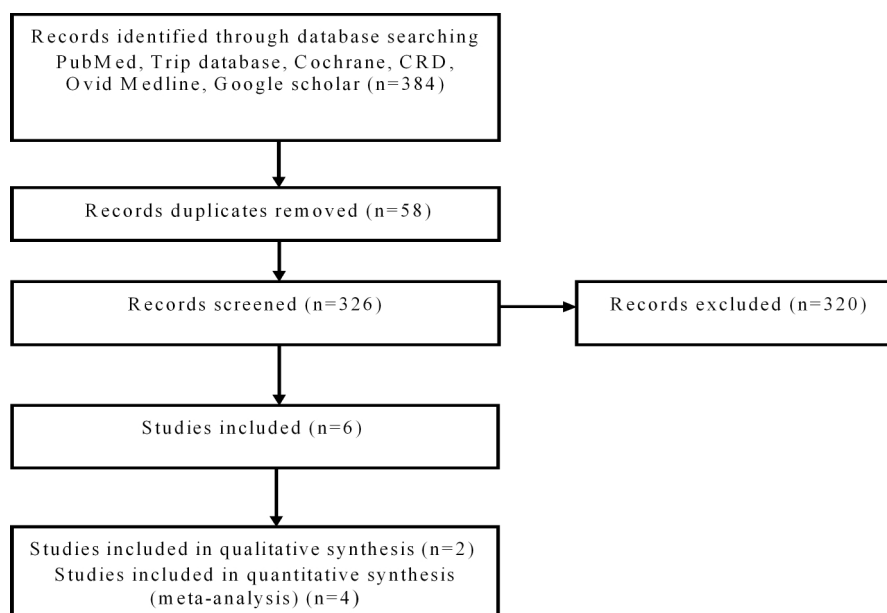 Records identified through database searching
PubMed, Trip database, Cochrane, CRD,
Ovid Medline, Google scholar (n=384)
Records duplicates removed (n=58)
Records screened (n=326)
Records excluded (n=320)
Studies included (n=6)
Studies included in qualitative synthesis (n=2)
Studies included in quantitative synthesis
(meta-analysis) (n=4)